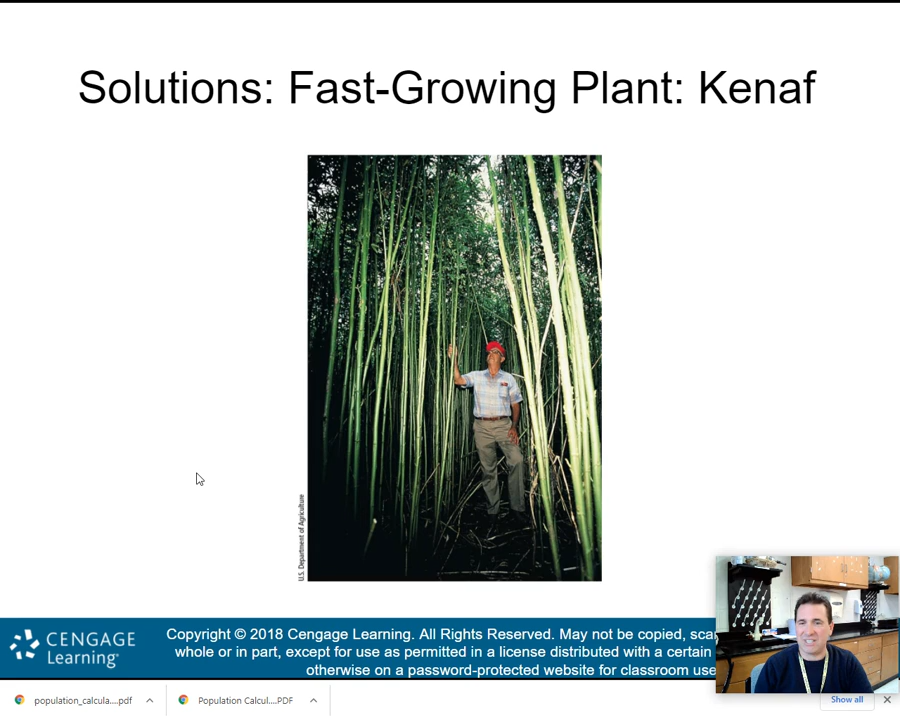 Solutions: Fast-Growing Plant: Kenaf
U.S. Department of Agriculture
CENGAGE
Learning™
Copyright © 2018 Cengage Learning. All Rights Reserved. May not be copied, sca
whole or in part, except for use as permitted in a license distributed with a certain
otherwise on a password-protected website for classroom use
population_calcula....pdf
Population Calcul....PDF
Show all